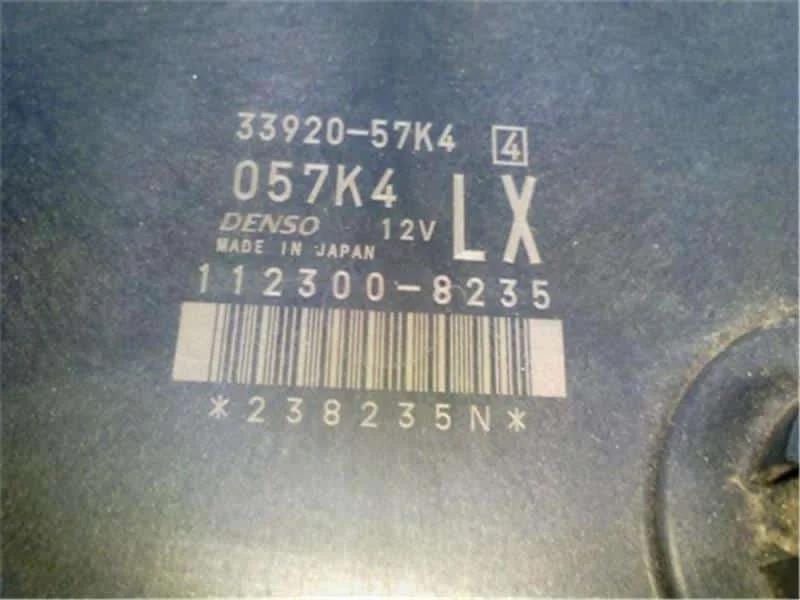 33920-57K4 4
057K4 LX
DENSO 12V
MADE IN JAPAN
112300-8235
*238235N*